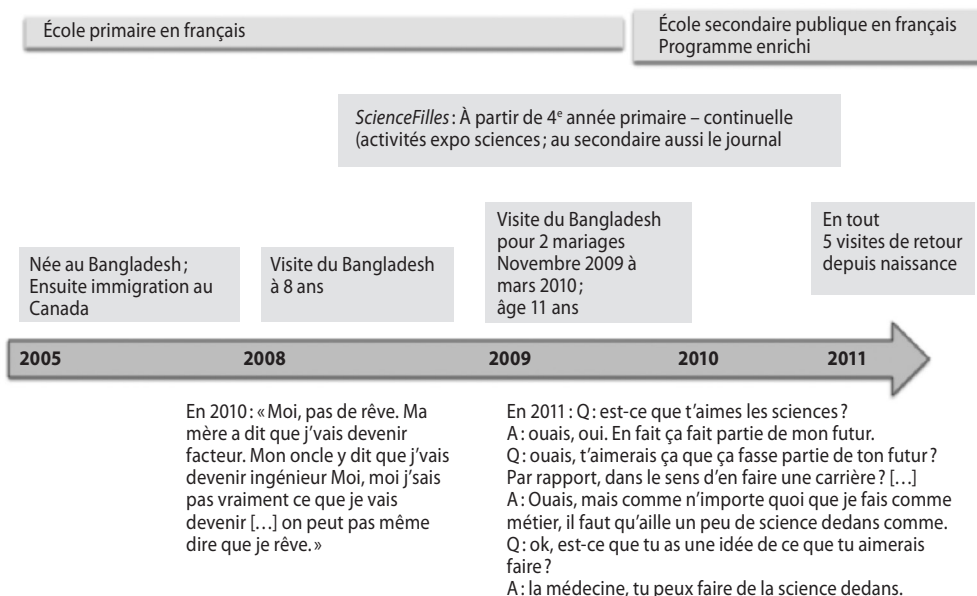 École primaire en français
École secondaire publique en français
Programme enrichi
ScienceFilles : À partir de 4e année primaire – continuelle
(activités expo sciences ; au secondaire aussi le journal
Née au Bangladesh ;
Ensuite immigration au
Canada
Visite du Bangladesh
à 8 ans
Visite du Bangladesh
pour 2 mariages
Novembre 2009 à
mars 2010 ;
âge 11 ans
En tout
5 visites de retour
depuis naissance
2005
2008
2009
2010
2011
En 2010 : « Moi, pas de rêve. Ma
mère a dit que j’vais devenir
facteur. Mon oncle y dit que j’vais
devenir ingénieur Moi, moi j’sais
pas vraiment ce que je vais
devenir […] on peut pas même
dire que je rêve. »
En 2011 : Q : est-ce que t’aimes les sciences ?
A : ouais, oui. En fait ça fait partie de mon futur.
Q : ouais, t’aimerais ça que ça fasse partie de ton futur ?
Par rapport, dans le sens d’en faire une carrière ? […]
A : Ouais, mais comme n’importe quoi que je fais comme
métier, il faut qu’aille un peu de science dedans comme.
Q : ok, est-ce que tu as une idée de ce que tu aimerais
faire ?
A : la médecine, tu peux faire de la science dedans.